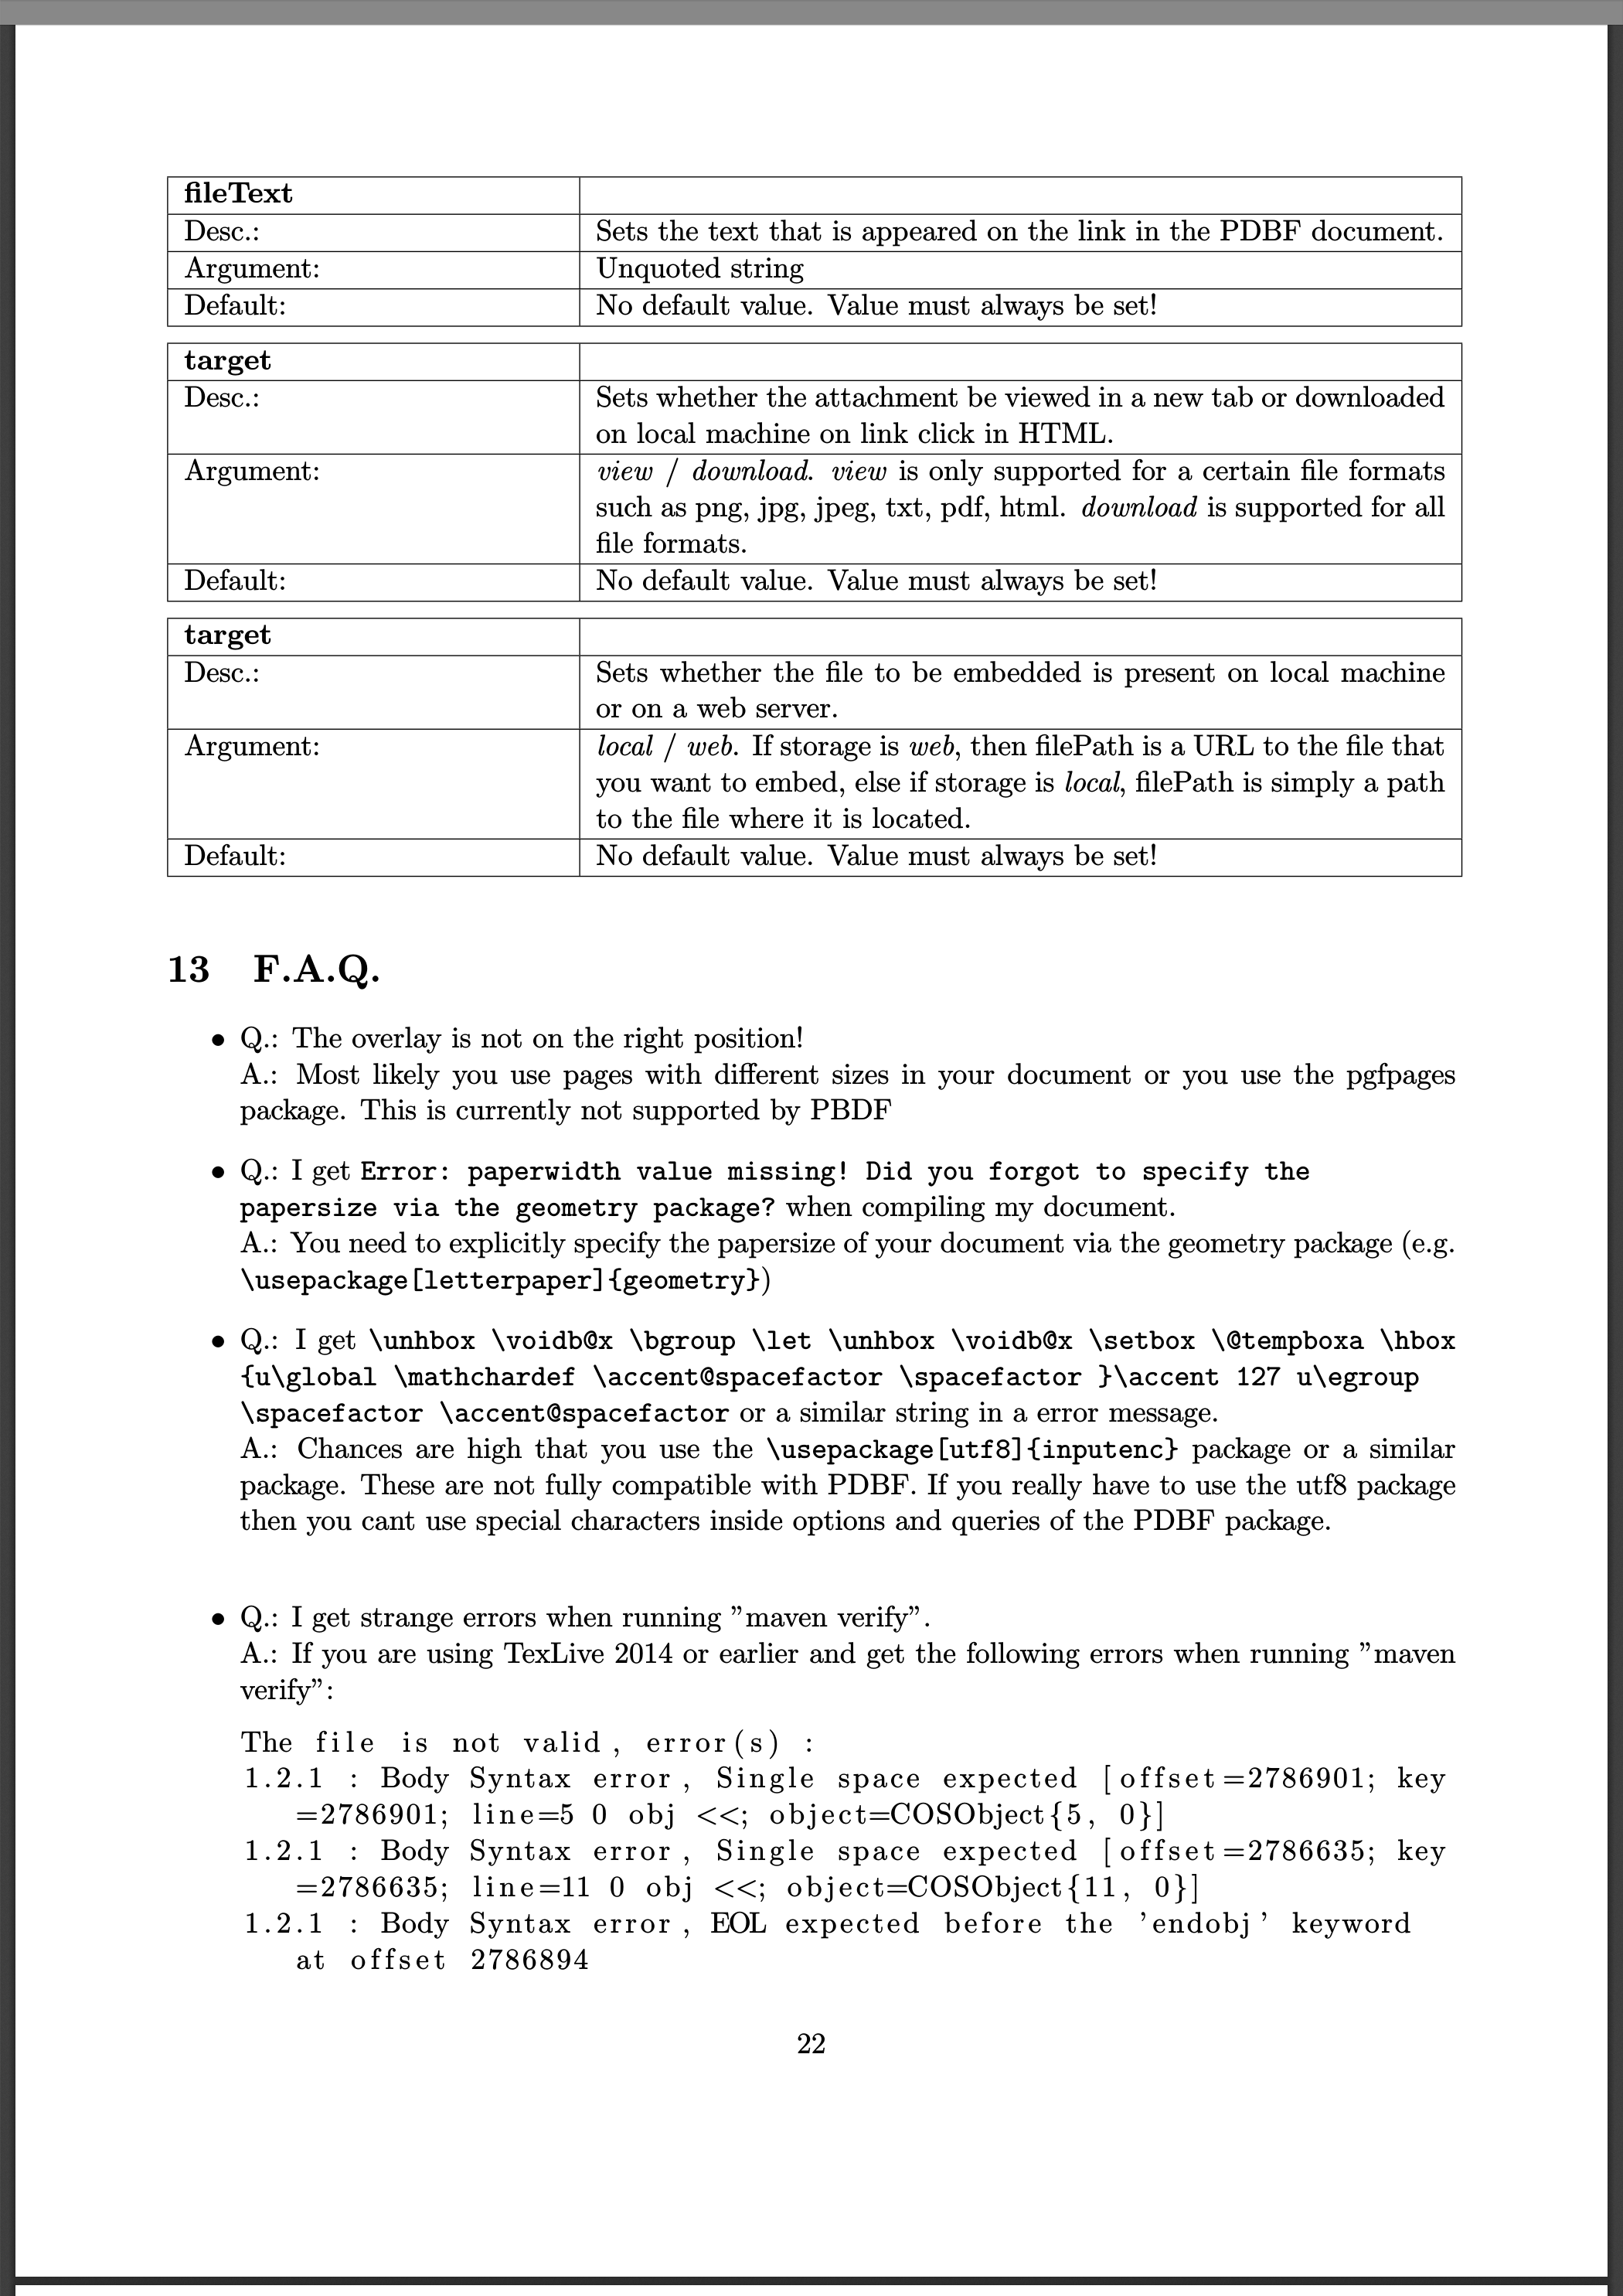 fileText
Desc.: Sets the text that is appeared on the link in the PDBF document.
Argument: Unquoted string
Default: No default value. Value must always be set!
target
Desc.: Sets whether the attachment be viewed in a new tab or downloaded
on local machine on link click in HTML.
Argument: view / download. view is only supported for a certain file formats
such as png, jpg, jpeg, txt, pdf, html. download is supported for all
file formats.
Default: No default value. Value must always be set!
target
Desc.: Sets whether the file to be embedded is present on local machine
or on a web server.
Argument: local / web. If storage is web, then filePath is a URL to the file that
you want to embed, else if storage is local, filePath is simply a path
to the file where it is located.
Default: No default value. Value must always be set!
13 F.A.Q.
• Q.: The overlay is not on the right position!
A.: Most likely you use pages with different sizes in your document or you use the pgfpages
package. This is currently not supported by PBDF
• Q.: I get Error: paperwidth value missing! Did you forgot to specify the
papersize via the geometry package? when compiling my document.
A.: You need to explicitly specify the papersize of your document via the geometry package (e.g.
\usepackage[letterpaper]{geometry})
• Q.: I get \unhbox \voidb@x \bgroup \let \unhbox \voidb@x \setbox \@tempboxa \hbox
{u\global \mathchardef \accent@spacefactor \spacefactor }\accent 127 u\egroup
\spacefactor \accent@spacefactor or a similar string in a error message.
A.: Chances are high that you use the \usepackage[utf8]{inputenc} package or a similar
package. These are not fully compatible with PDBF. If you really have to use the utf8 package
then you cant use special characters inside options and queries of the PDBF package.
• Q.: I get strange errors when running ”maven verify”.
A.: If you are using TexLive 2014 or earlier and get the following errors when running ”maven
verify”:
The file is not valid, error(s) :
1.2.1 : Body Syntax error, Single space expected [offset=2786901; key
=2786901; line=5 0 obj <<; object=COSObject{5, 0}]
1.2.1 : Body Syntax error, Single space expected [offset=2786635; key
=2786635; line=11 0 obj <<; object=COSObject{11, 0}]
1.2.1 : Body Syntax error, EOL expected before the 'endobj' keyword
at offset 2786894
22